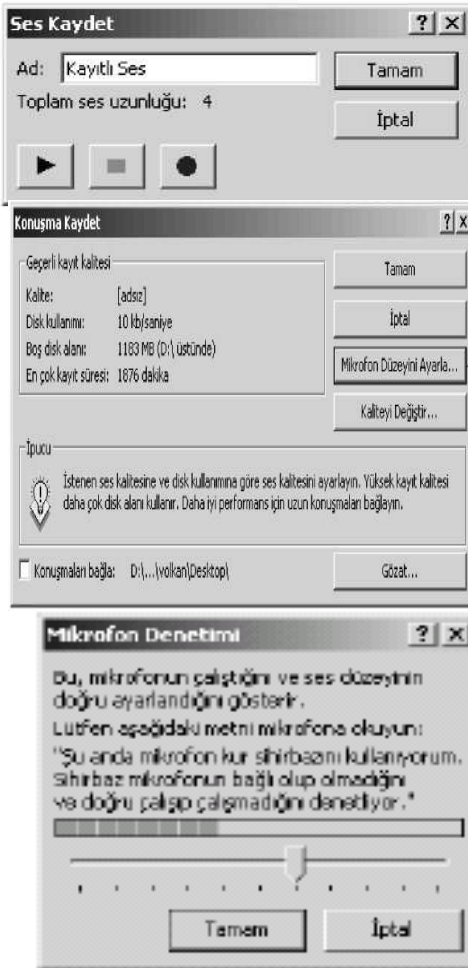 Ses Kaydet
Ad: Kayıtlı Ses
Tamam
Toplam ses uzunluğu: 4
İptal
Konuşma Kaydet
Geçerli kayıt kalitesi
Kalite: [adsız]
Disk kullanımı: 10 kb/saniye
Boş disk alanı: 1183 MB (D:\ üstünde)
En çok kayıt süresi: 1876 dakika
Tamam
İptal
Mikrofon Düzeyini Ayarla...
Kaliteyi Değiştir...
İpucu
İstenen ses kalitesine ve disk kullanımına göre ses kalitesini ayarlayın. Yüksek kayıt kalitesi
daha çok disk alanı kullanır. Daha iyi performans için uzun konuşmaları bağlayın.
Konuşmaları bağla: D:\...\volkan\Desktop\
Gözat...
Mikrofon Denetimi
Bu, mikrofonun çalıştığını ve ses düzeyinin
doğru ayarlandığını gösterir.
Lütfen aşağıdaki metni mikrofona okuyun:
"Şu anda mikrofon kur sihirbazını kullanıyorum.
Sihirbaz mikrofonun bağlı olup olmadığını
ve doğru çalışıp çalışmadığını denetliyor."
Tamam
İptal